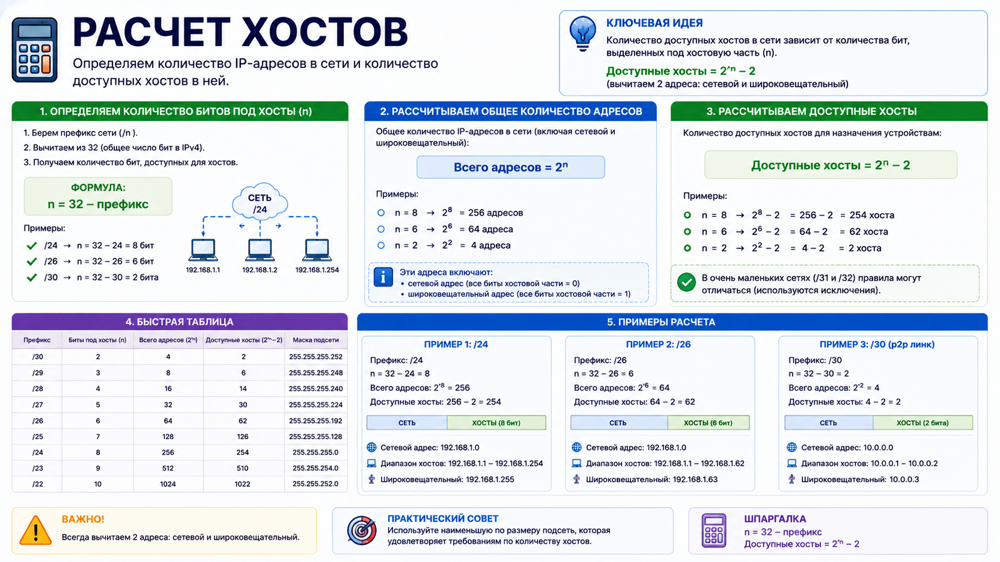 РАСЧЕТ ХОСТОВ
Определяем количество IP-адресов в сети и количество
доступных хостов в ней.
КЛЮЧЕВАЯ ИДЕЯ
Количество доступных хостов в сети зависит от количества бит,
выделенных под хостовую часть (n).
Доступные хосты = 2^ⁿ – 2
(вычитаем 2 адреса: сетевой и широковещательный)
1. ОПРЕДЕЛЯЕМ КОЛИЧЕСТВО БИТОВ ПОД ХОСТЫ (n)
1. Берем префикс сети (/n ).
2. Вычитаем из 32 (общее число бит в IPv4).
3. Получаем количество бит, доступных для хостов.
ФОРМУЛА:
n = 32 – префикс
Примеры:
/24 → n = 32 – 24 = 8 бит
/26 → n = 32 – 26 = 6 бит
/30 → n = 32 – 30 = 2 бита
СЕТЬ
/24
192.168.1.1 192.168.1.2 192.168.1.254
2. РАССЧИТЫВАЕМ ОБЩЕЕ КОЛИЧЕСТВО АДРЕСОВ
Общее количество IP-адресов в сети (включая сетевой и
широковещательный):
Всего адресов = 2ⁿ
Примеры:
n = 8 → 2⁸ = 256 адресов
n = 6 → 2⁶ = 64 адреса
n = 2 → 2² = 4 адреса
Эти адреса включают:
• сетевой адрес (все биты хостовой части = 0)
• широковещательный адрес (все биты хостовой части = 1)
3. РАССЧИТЫВАЕМ ДОСТУПНЫЕ ХОСТЫ
Количество доступных хостов для назначения устройствам:
Доступные хосты = 2ⁿ – 2
Примеры:
n = 8 → 2⁸ – 2 = 256 – 2 = 254 хоста
n = 6 → 2⁶ – 2 = 64 – 2 = 62 хоста
n = 2 → 2² – 2 = 4 – 2 = 2 хоста
В очень маленьких сетях (/31 и /32) правила могут
отличаться (используются исключения).
4. БЫСТРАЯ ТАБЛИЦА
Префикс Биты под хосты (n) Всего адресов (2^ⁿ) Доступные хосты (2^ⁿ–2) Маска подсети
/30 2 4 2 255.255.255.252
/29 3 8 6 255.255.255.248
/28 4 16 14 255.255.255.240
/27 5 32 30 255.255.255.224
/26 6 64 62 255.255.255.192
/25 7 128 126 255.255.255.128
/24 8 256 254 255.255.255.0
/23 9 512 510 255.255.254.0
/22 10 1024 1022 255.255.252.0
5. ПРИМЕРЫ РАСЧЕТА
ПРИМЕР 1: /24
Префикс: /24
n = 32 – 24 = 8
Всего адресов: 2^⁸ = 256
Доступные хосты: 256 – 2 = 254
СЕТЬ ХОСТЫ (8 бит)
Сетевой адрес: 192.168.1.0
Диапазон хостов: 192.168.1.1 – 192.168.1.254
Широковещательный: 192.168.1.255
ПРИМЕР 2: /26
Префикс: /26
n = 32 – 26 = 6
Всего адресов: 2^⁶ = 64
Доступные хосты: 64 – 2 = 62
СЕТЬ ХОСТЫ (6 бит)
Сетевой адрес: 192.168.1.0
Диапазон хостов: 192.168.1.1 – 192.168.1.62
Широковещательный: 192.168.1.63
ПРИМЕР 3: /30 (p2p линк)
Префикс: /30
n = 32 – 30 = 2
Всего адресов: 2^² = 4
Доступные хосты: 4 – 2 = 2
СЕТЬ ХОСТЫ (2 бита)
Сетевой адрес: 10.0.0.0
Диапазон хостов: 10.0.0.1 – 10.0.0.2
Широковещательный: 10.0.0.3
ВАЖНО!
Всегда вычитаем 2 адреса: сетевой и широковещательный.
ПРАКТИЧЕСКИЙ СОВЕТ
Используйте наименьшую по размеру подсеть, которая
удовлетворяет требованиям по количеству хостов.
ШПАРГАЛКА
n = 32 – префикс
Доступные хосты = 2^ⁿ – 2